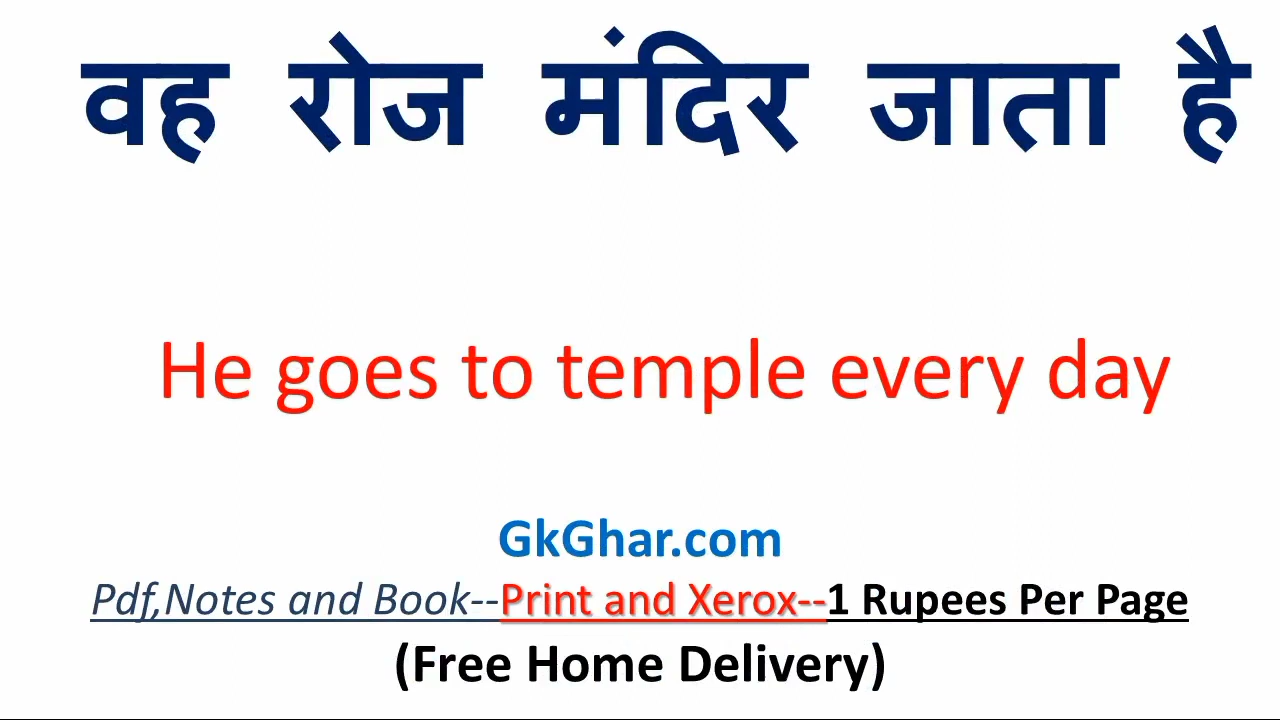 वह रोज मंदिर जाता है
He goes to temple every day
GkGhar.com
Pdf,Notes and Book--Print and Xerox--1 Rupees Per Page
(Free Home Delivery)